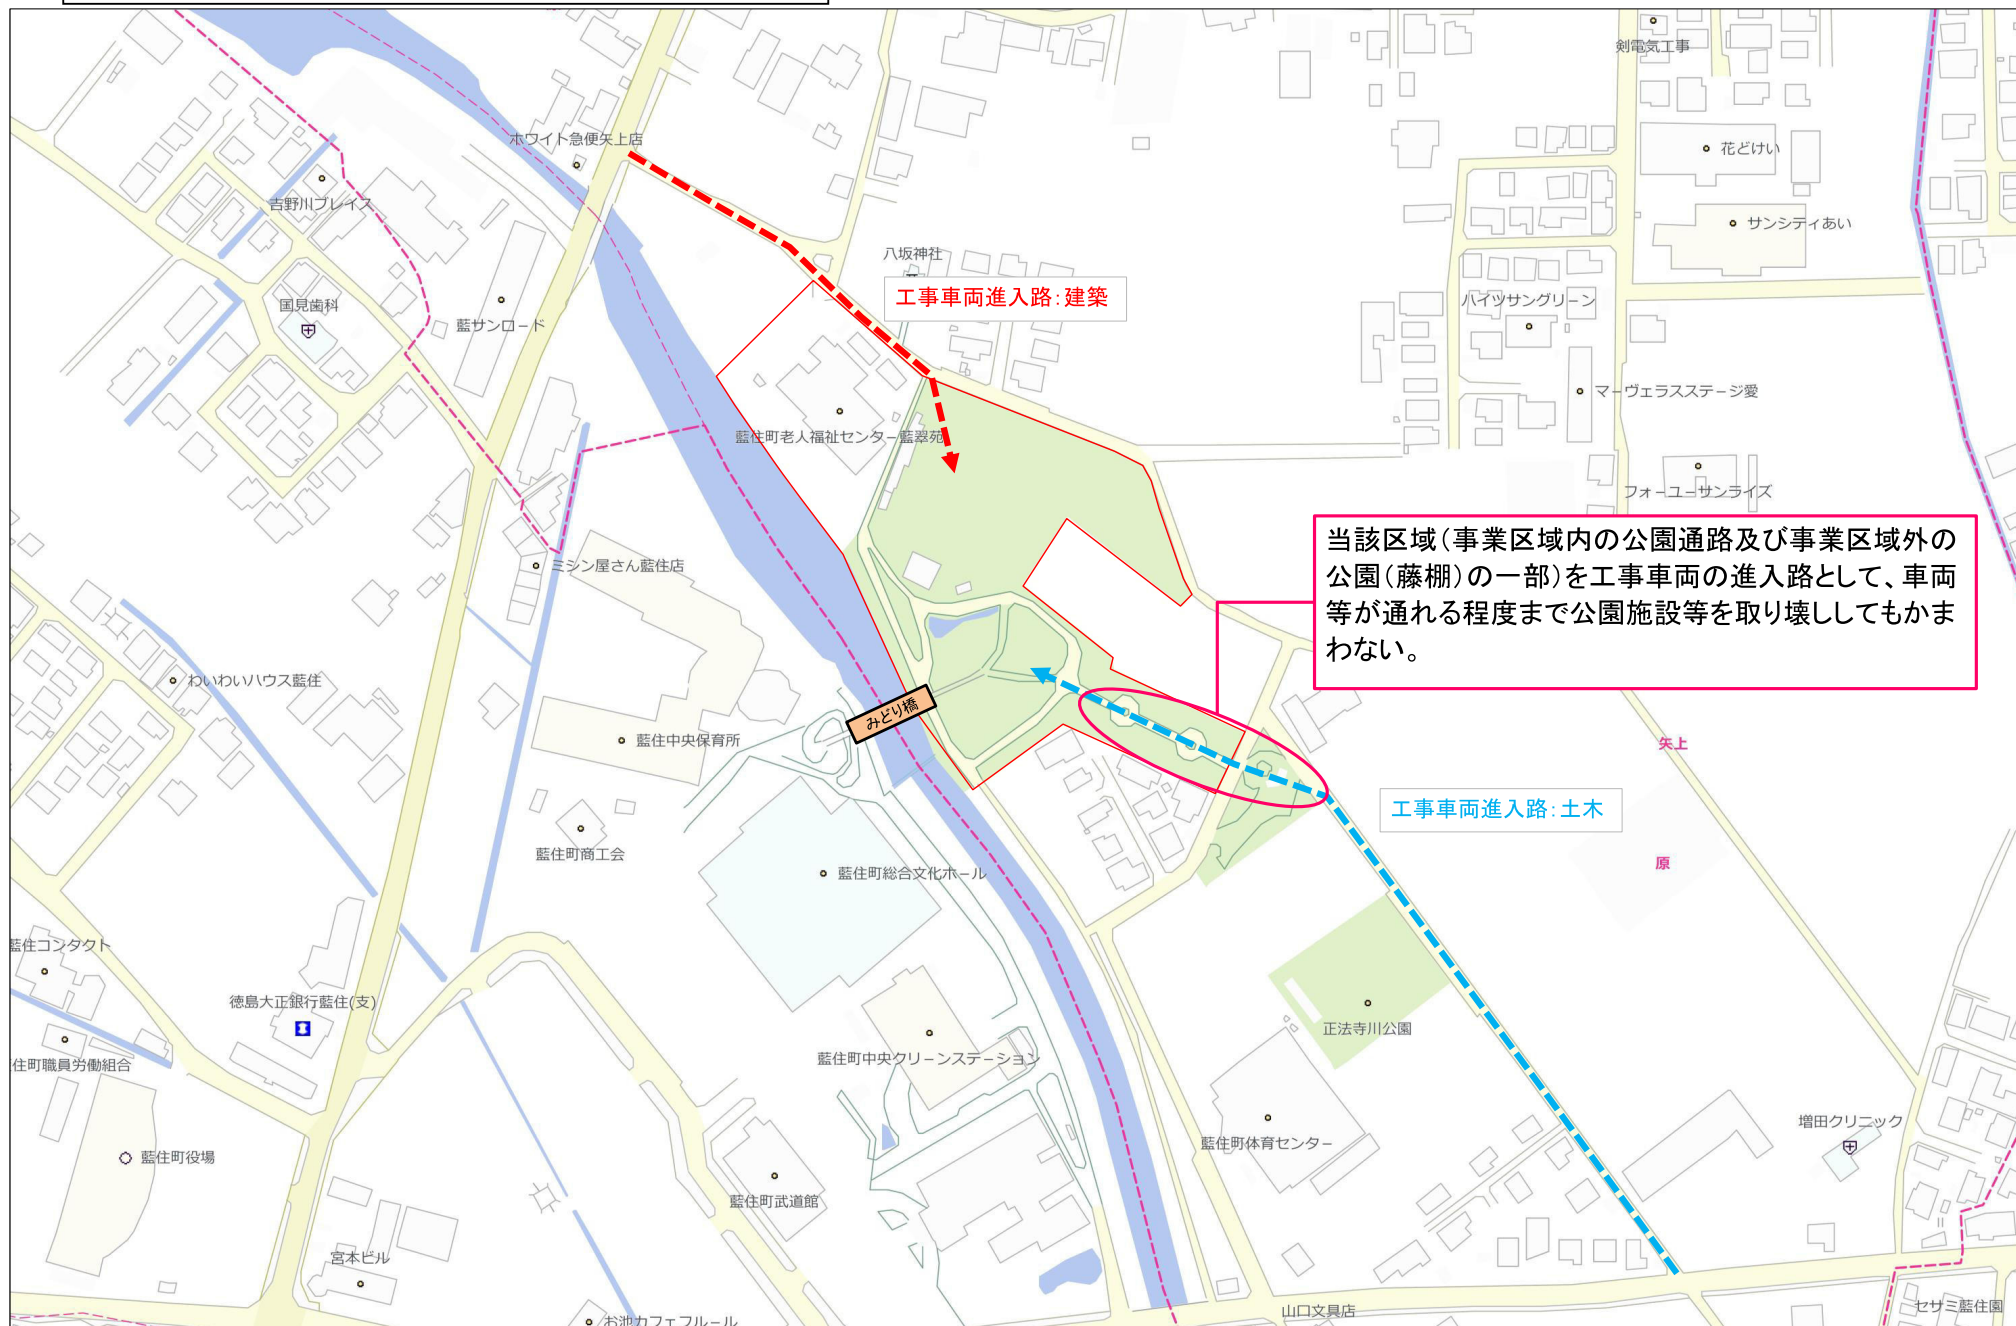 剣電気工事
ホワイト急便矢上店
花どけい
吉野川プレイス
サンシティあい
八坂神社
工事車両進入路：建築
国見歯科
藍サンロード
ハイツサングリーン
マーヴェラスステージ愛
藍住町老人福祉センター藍翠苑
フォーユーサンライズ
当該区域（事業区域内の公園通路及び事業区域外の
公園（藤棚）の一部）を工事車両の進入路として、車両
等が通れる程度まで公園施設等を取り壊ししてもかま
わない。
ミシン屋さん藍住店
わいわいハウス藍住
みどり橋
藍住中央保育所
矢上
工事車両進入路：土木
藍住町商工会
原
藍住町総合文化ホール
藍住コンタクト
徳島大正銀行藍住(支)
正法寺川公園
住町職員労働組合
藍住町中央クリーンステーション
増田クリニック
藍住町体育センター
藍住町役場
藍住町武道館
宮本ビル
山口文具店
セサミ藍住園
お池カフェフルール